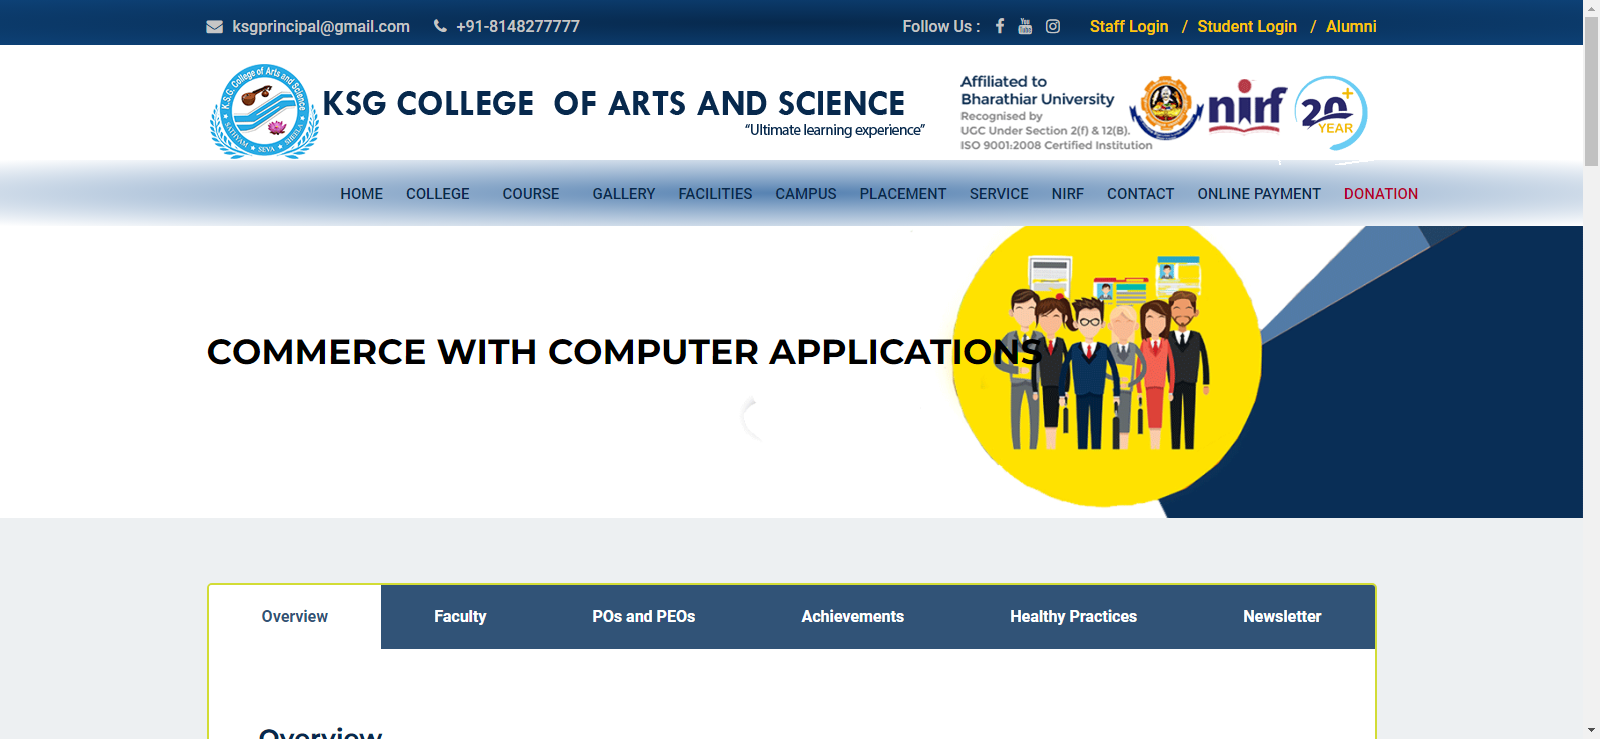 ksgprincipal@gmail.com +91-8148277777 Follow Us : Staff Login / Student Login / Alumni
K.S.G. College of Arts and Science
SATHYAM ★ SEVA ★ SHEELA
KSG COLLEGE OF ARTS AND SCIENCE
“Ultimate learning experience”
Affiliated to
Bharathiar University
Recognised by
UGC Under Section 2(f) & 12(B).
ISO 9001:2008 Certified Institution
nirf
20+
YEAR
HOME COLLEGE COURSE GALLERY FACILITIES CAMPUS PLACEMENT SERVICE NIRF CONTACT ONLINE PAYMENT DONATION
COMMERCE WITH COMPUTER APPLICATIONS
Overview Faculty POs and PEOs Achievements Healthy Practices Newsletter
Overview